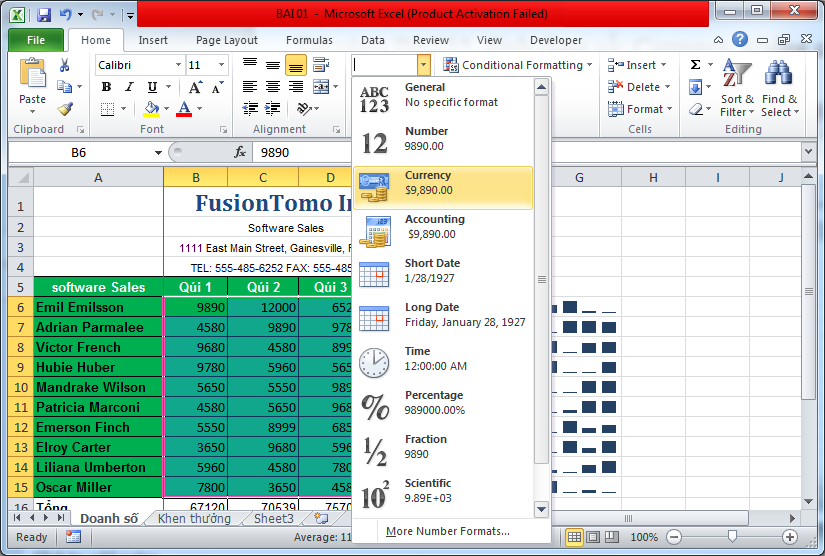 BAI 01 - Microsoft Excel (Product Activation Failed)
File Home Insert Page Layout Formulas Data Review View Developer
Calibri 11 Conditional Formatting Insert Σ
Paste B I U A A Delete Sort & Filter Find & Select
A Format
Clipboard Font Alignment Cells Editing
B6 fx 9890
A B C D G H I J
1 FusionTomo In
2 Software Sales
3 1111 East Main Street, Gainesville, F
4 TEL: 555-485-6252 FAX: 555-485
5 software Sales Qúi 1 Qúi 2 Qúi 3
6 Emil Emilsson 9890 12000 652
7 Adrian Parmalee 4580 9890 978
8 Víctor French 9680 4580 899
9 Hubie Huber 9780 5960 565
10 Mandrake Wilson 5650 5550 989
11 Patricia Marconi 4580 5650 968
12 Emerson Finch 5550 8999 685
13 Elroy Carter 3650 9680 596
14 Liliana Umberton 5960 4580 780
15 Oscar Miller 7800 3650 458
16 Tổng 67120 70539 7570
ABC 123 General
No specific format
12 Number
9890.00
Currency
$9,890.00
Accounting
$9,890.00
Short Date
1/28/1927
Long Date
Friday, January 28, 1927
Time
12:00:00 AM
% Percentage
989000.00%
1/2 Fraction
9890
10² Scientific
9.89E+03
More Number Formats...
Doanh số Khen thưởng Sheet3
Ready Average: 11 100%